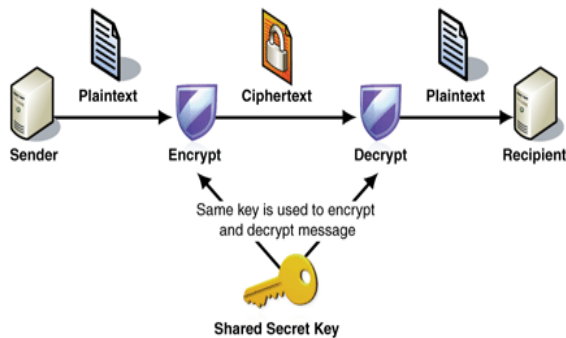 Plaintext
Ciphertext
Plaintext
Sender
Encrypt
Decrypt
Recipient
Same key is used to encrypt
and decrypt message
Shared Secret Key